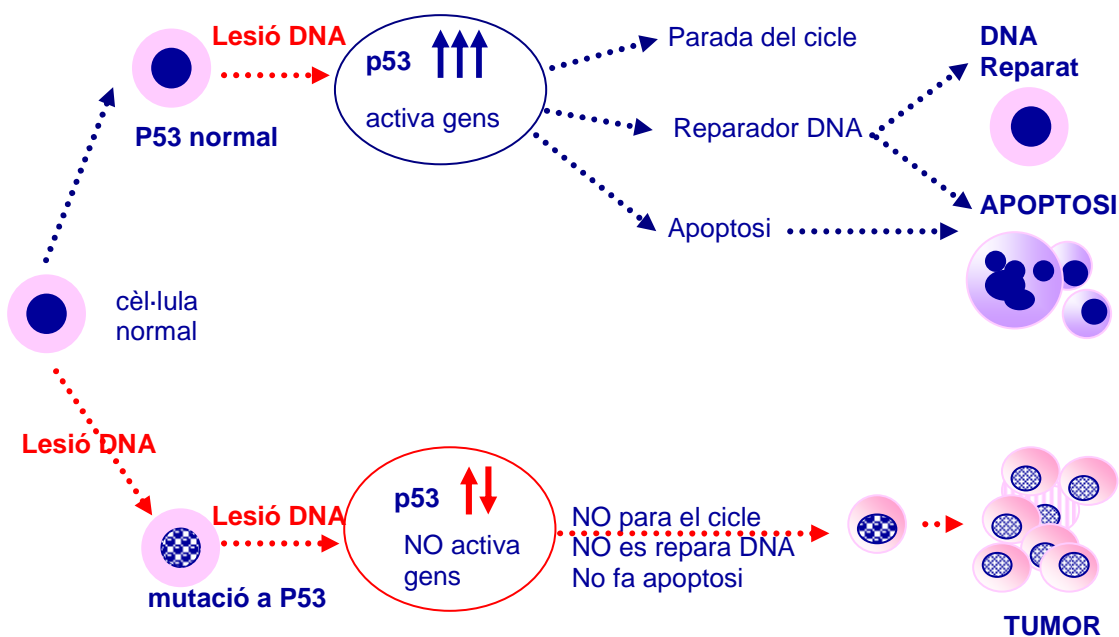 Lesió DNA
p53
activa gens
P53 normal
Parada del cicle
Reparador DNA
Apoptosi
DNA
Reparat
APOPTOSI
cèl·lula
normal
Lesió DNA
Lesió DNA
p53
NO activa
gens
mutació a P53
NO para el cicle
NO es repara DNA
No fa apoptosi
TUMOR